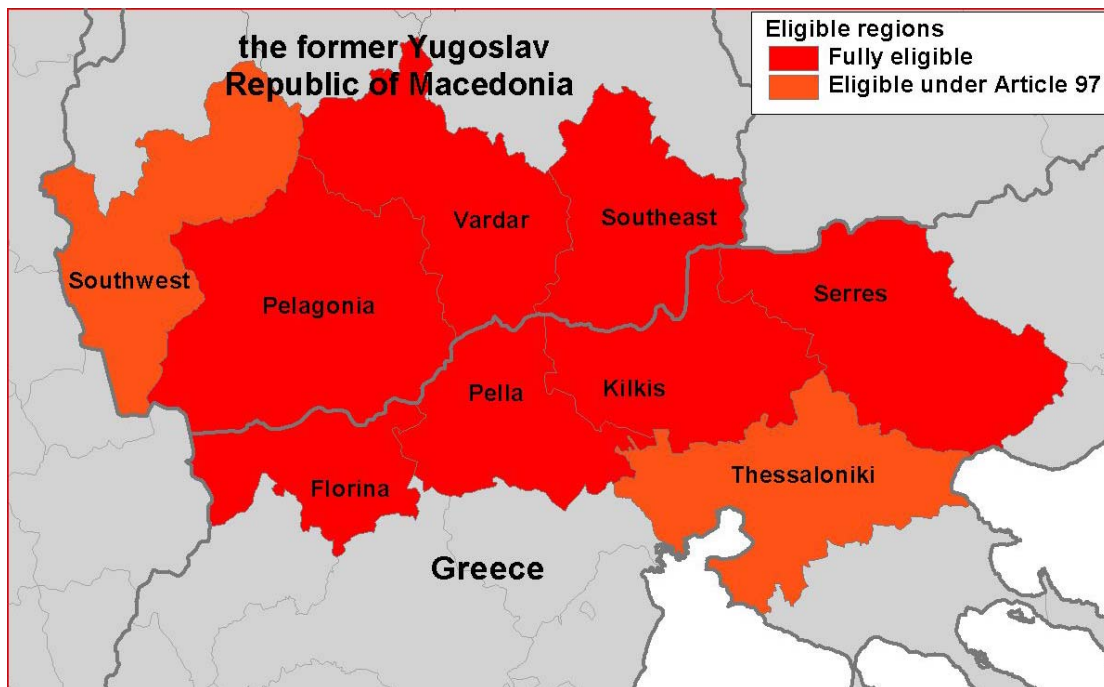 the former Yugoslav
Republic of Macedonia
Eligible regions
Fully eligible
Eligible under Article 97
Vardar
Southeast
Southwest
Pelagonia
Serres
Pella
Kilkis
Florina
Thessaloniki
Greece